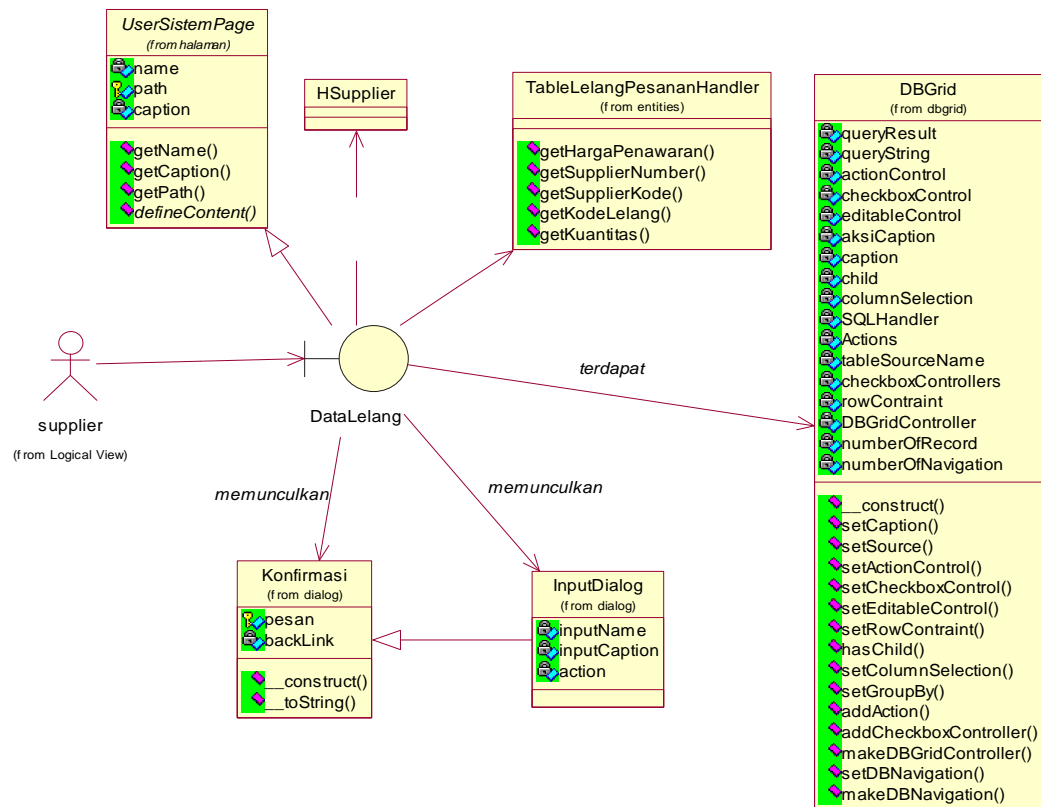 UserSistemPage
(from halaman)
name
path
caption
getName()
getCaption()
getPath()
defineContent()
HSupplier
TableLelangPesananHandler
(from entities)
getHargaPenawaran()
getSupplierNumber()
getSupplierKode()
getKodeLelang()
getKuantitas()
DBGrid
(from dbgrid)
queryResult
queryString
actionControl
checkboxControl
editableControl
aksiCaption
caption
child
columnSelection
SQLHandler
Actions
tableSourceName
checkboxControllers
rowContraint
DBGridController
numberOfRecord
numberOfNavigation
__construct()
setCaption()
setSource()
setActionControl()
setCheckboxControl()
setEditableControl()
setRowContraint()
hasChild()
setColumnSelection()
setGroupBy()
addAction()
addCheckboxController()
makeDBGridController()
setDBNavigation()
makeDBNavigation()
supplier
(from Logical View)
DataLelang
terdapat
memunculkan
memunculkan
Konfirmasi
(from dialog)
pesan
backLink
__construct()
__toString()
InputDialog
(from dialog)
inputName
inputCaption
action